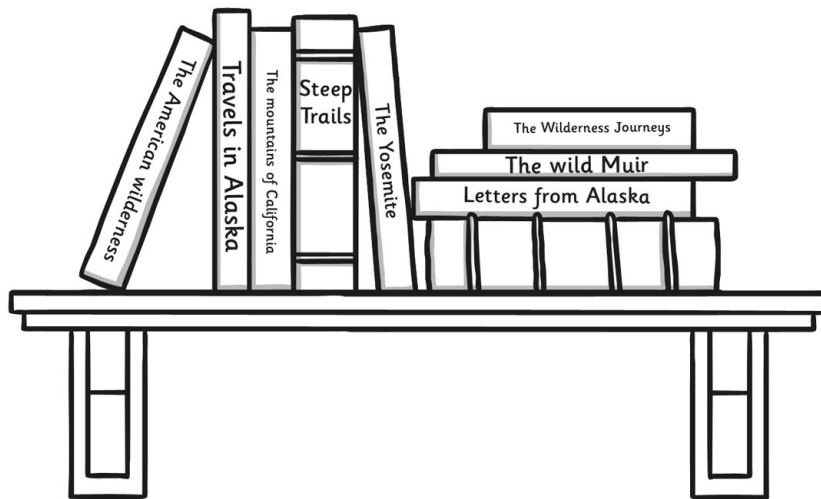 The American wilderness
Travels in Alaska
The mountains of California
Steep
Trails
The Yosemite
The Wilderness Journeys
The wild Muir
Letters from Alaska